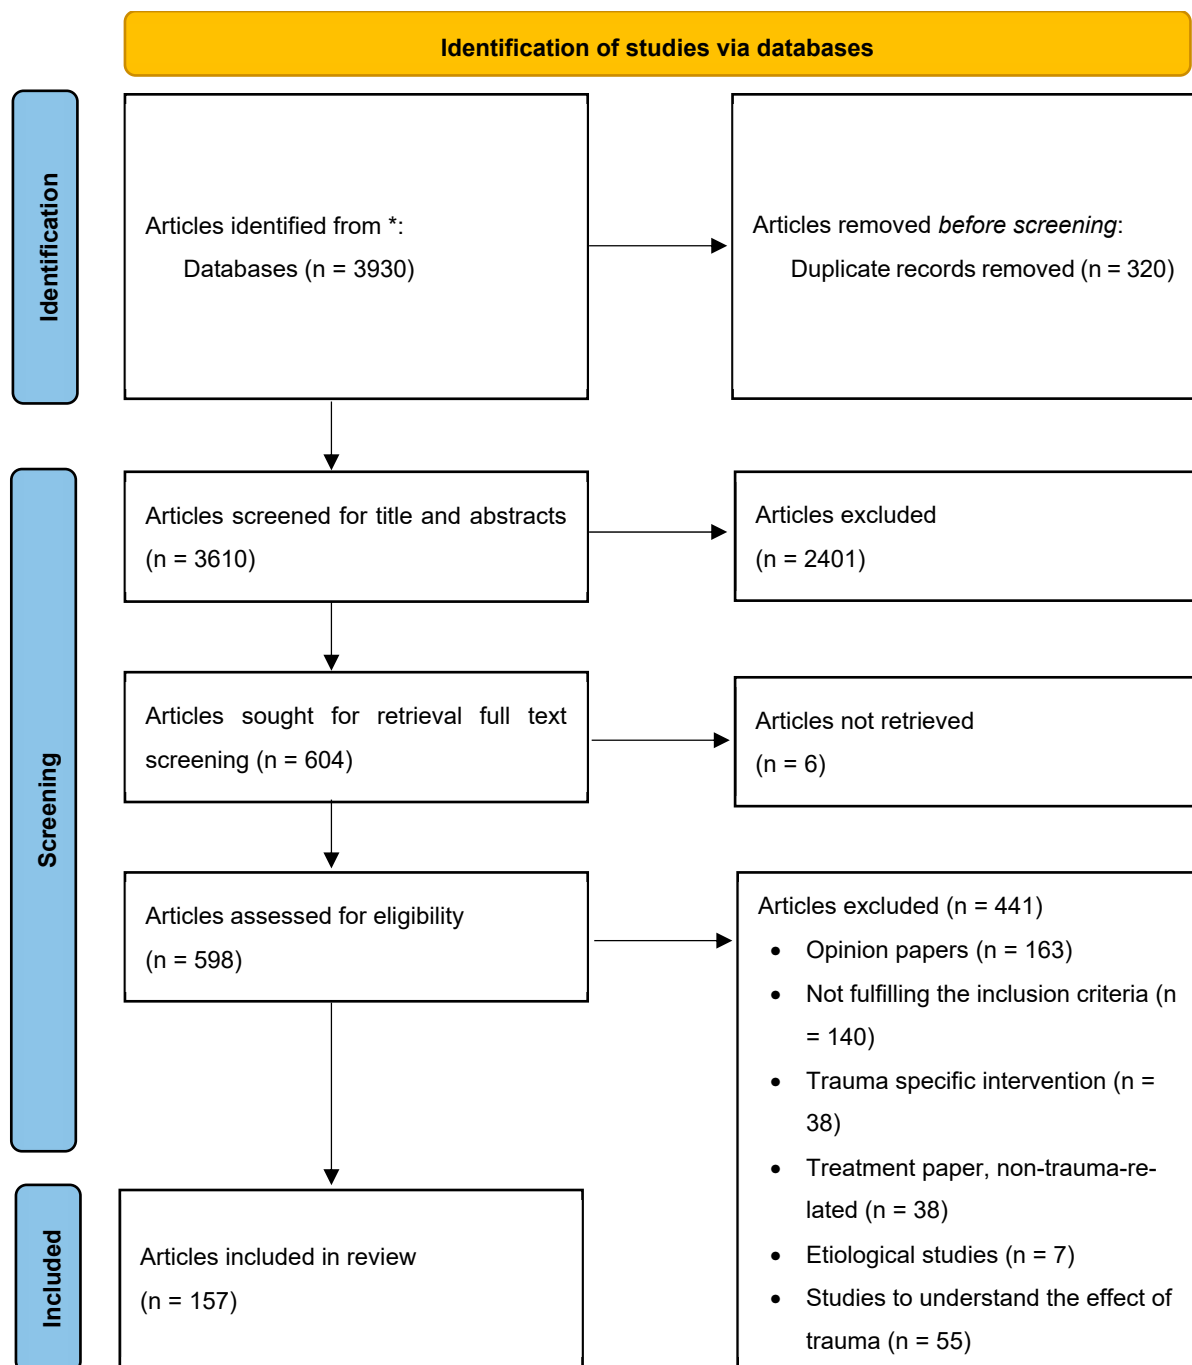 Identification of studies via databases
Identification
Articles identified from *:
Databases (n = 3930)
Articles removed before screening:
Duplicate records removed (n = 320)
Screening
Articles screened for title and abstracts
(n = 3610)
Articles excluded
(n = 2401)
Articles sought for retrieval full text
screening (n = 604)
Articles not retrieved
(n = 6)
Articles assessed for eligibility
(n = 598)
Articles excluded (n = 441)
• Opinion papers (n = 163)
• Not fulfilling the inclusion criteria (n
= 140)
• Trauma specific intervention (n =
38)
• Treatment paper, non-trauma-re-
lated (n = 38)
• Etiological studies (n = 7)
• Studies to understand the effect of
trauma (n = 55)
Included
Articles included in review
(n = 157)